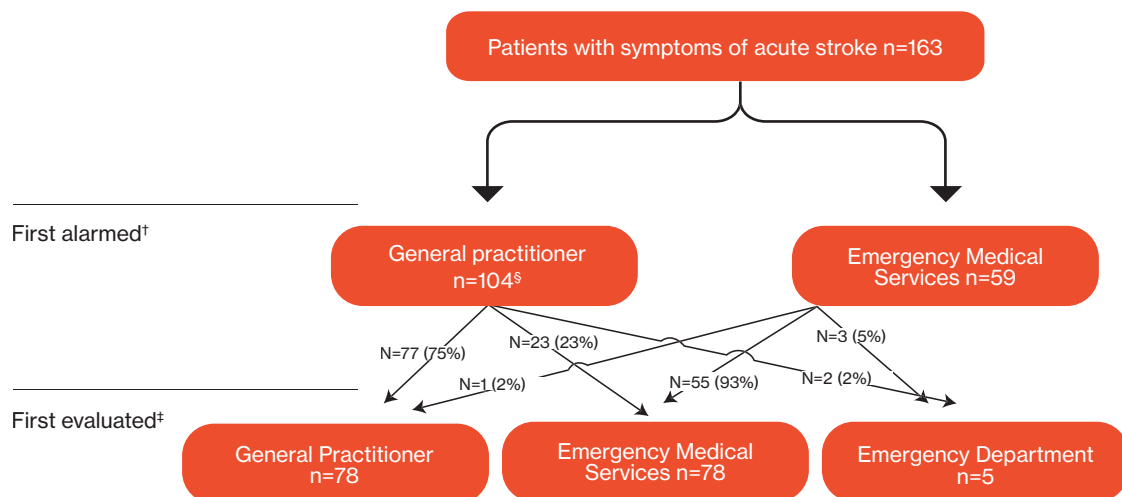 Patients with symptoms of acute stroke n=163
First alarmed†
General practitioner
n=104§
Emergency Medical
Services n=59
N=77 (75%)
N=23 (23%)
N=3 (5%)
N=1 (2%)
N=55 (93%)
N=2 (2%)
First evaluated‡
General Practitioner
n=78
Emergency Medical
Services n=78
Emergency Department
n=5